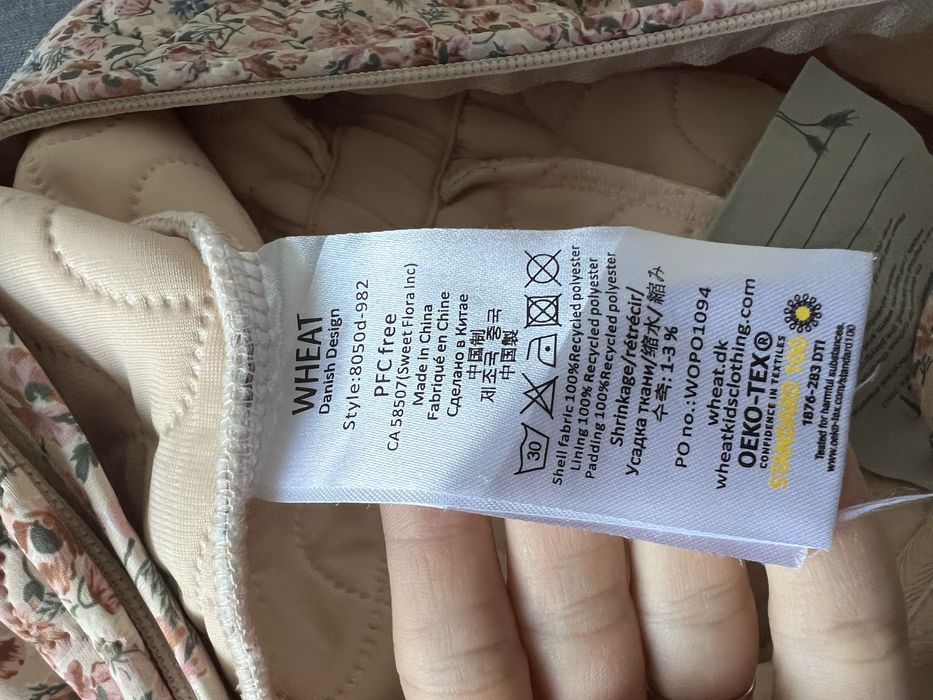 WHEAT
Danish Design
Style:8050d-982
PFC free
CA 58507(Sweet Flora Inc)
Made in China
Fabriqué en Chine
Сделано в Китае
中国制
제조국 중국
中國製
30
Shell fabric 100%Recycled polyester
Lining 100% Recycled polyester
Padding 100%Recycled polyester
Shrinkage/rétrécir/
Усадка ткани/缩水/縮み
수축: 1-3 %
PO no.:WOPO1094
wheat.dk
wheatkidsclothing.com
OEKO-TEX®
CONFIDENCE IN TEXTILES
STANDARD 100
1876-283 DTI
Tested for harmful substances.
www.oeko-tex.com/standard100